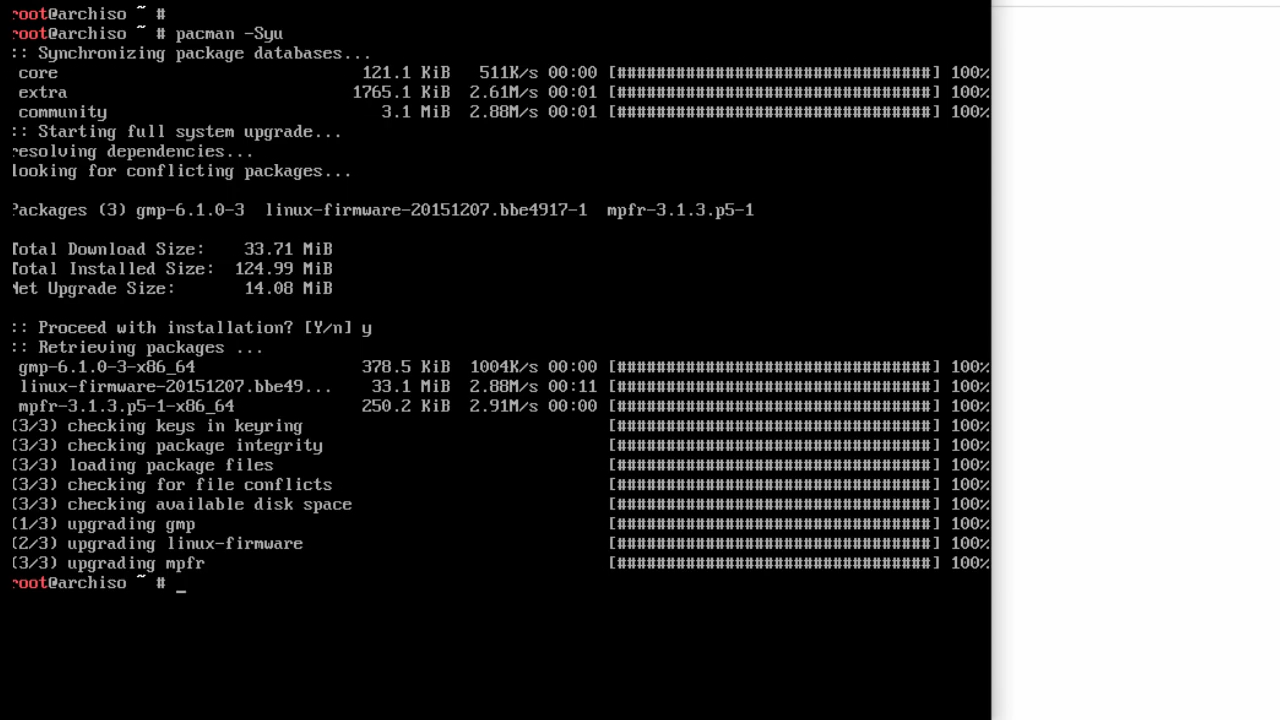 root@archiso ~ #
root@archiso ~ # pacman -Syu
:: Synchronizing package databases...
core 121.1 KiB 511K/s 00:00 [################################] 100%
extra 1765.1 KiB 2.61M/s 00:01 [################################] 100%
community 3.1 MiB 2.88M/s 00:01 [################################] 100%
:: Starting full system upgrade...
resolving dependencies...
looking for conflicting packages...
Packages (3) gmp-6.1.0-3 linux-firmware-20151207.bbe4917-1 mpfr-3.1.3.p5-1
Total Download Size: 33.71 MiB
Total Installed Size: 124.99 MiB
Net Upgrade Size: 14.08 MiB
:: Proceed with installation? [Y/n] y
:: Retrieving packages ...
gmp-6.1.0-3-x86_64 378.5 KiB 1004K/s 00:00 [################################] 100%
linux-firmware-20151207.bbe49... 33.1 MiB 2.88M/s 00:11 [################################] 100%
mpfr-3.1.3.p5-1-x86_64 250.2 KiB 2.91M/s 00:00 [################################] 100%
(3/3) checking keys in keyring [################################] 100%
(3/3) checking package integrity [################################] 100%
(3/3) loading package files [################################] 100%
(3/3) checking for file conflicts [################################] 100%
(3/3) checking available disk space [################################] 100%
(1/3) upgrading gmp [################################] 100%
(2/3) upgrading linux-firmware [################################] 100%
(3/3) upgrading mpfr [################################] 100%
root@archiso ~ # _